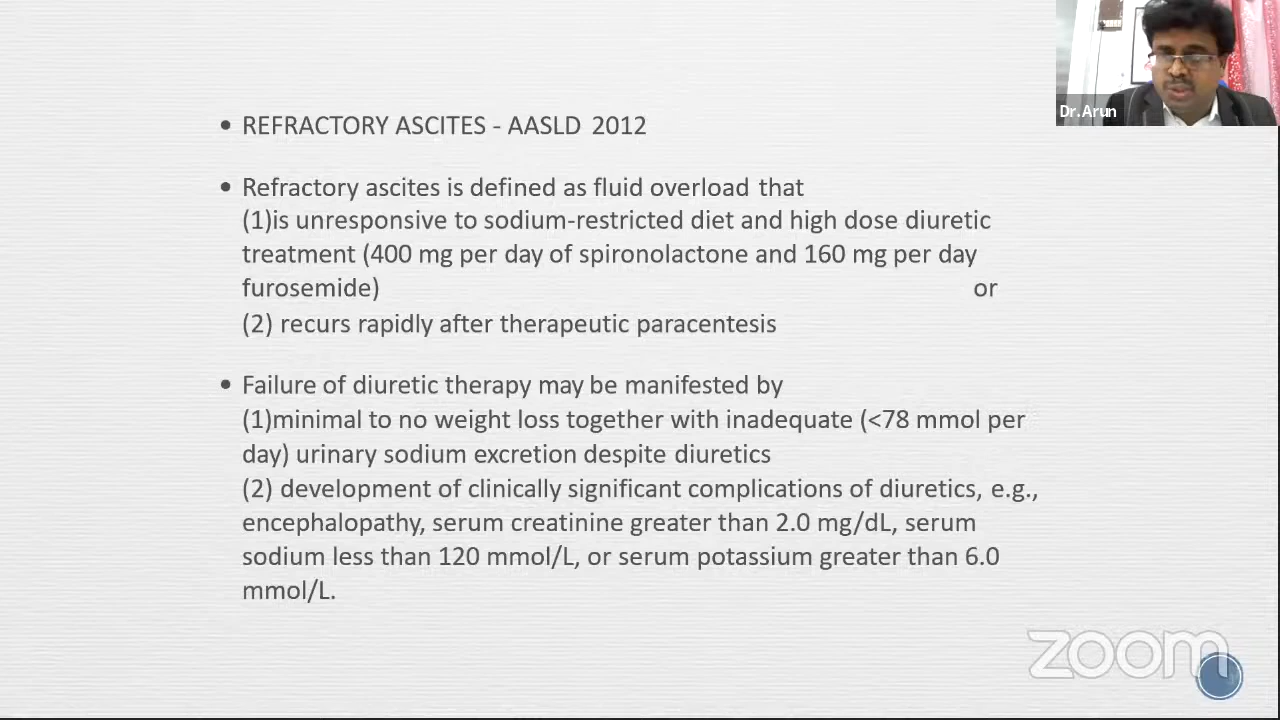 Dr.Arun
• REFRACTORY ASCITES - AASLD 2012
• Refractory ascites is defined as fluid overload that
(1)is unresponsive to sodium-restricted diet and high dose diuretic
treatment (400 mg per day of spironolactone and 160 mg per day
furosemide) or
(2) recurs rapidly after therapeutic paracentesis
• Failure of diuretic therapy may be manifested by
(1)minimal to no weight loss together with inadequate (<78 mmol per
day) urinary sodium excretion despite diuretics
(2) development of clinically significant complications of diuretics, e.g.,
encephalopathy, serum creatinine greater than 2.0 mg/dL, serum
sodium less than 120 mmol/L, or serum potassium greater than 6.0
mmol/L.
zoom